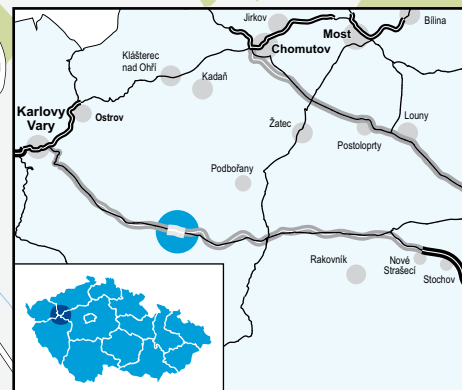 Jirkov
Bílina
Most
Chomutov
Klášterec
nad Ohří
Kadaň
Karlovy
Vary
Ostrov
Žatec
Louny
Postoloprty
Podbořany
Rakovník
Nové
Strašecí
Stochov